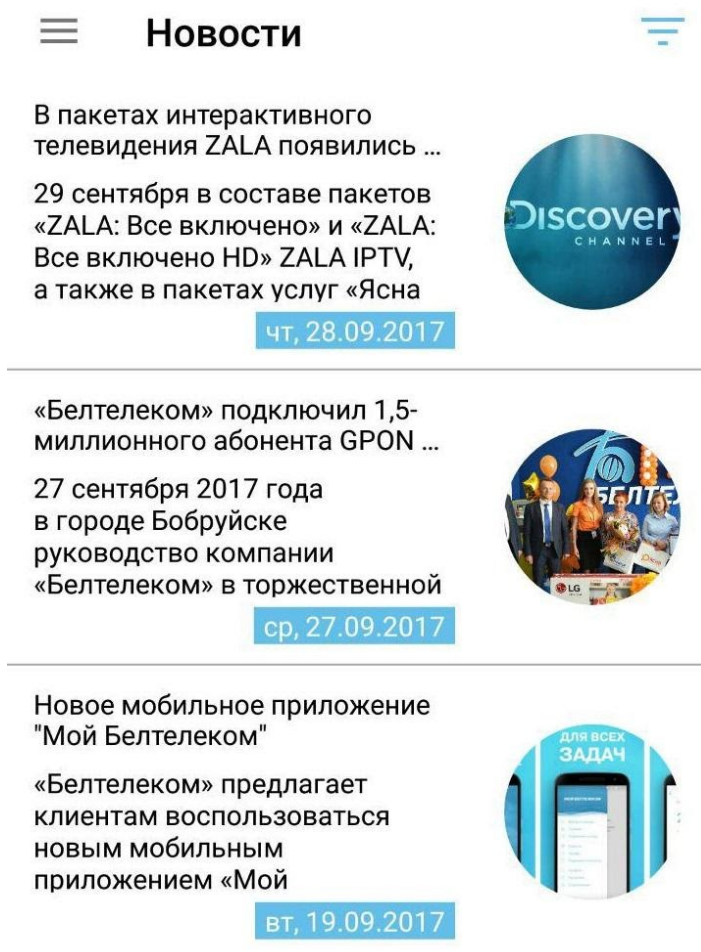 Новости
В пакетах интерактивного
телевидения ZALA появились ...
29 сентября в составе пакетов
«ZALA: Все включено» и «ZALA:
Все включено HD» ZALA IPTV,
а также в пакетах услуг «Ясна
чт, 28.09.2017
Discovery
CHANNEL
«Белтелеком» подключил 1,5-
миллионного абонента GPON ...
27 сентября 2017 года
в городе Бобруйске
руководство компании
«Белтелеком» в торжественной
ср, 27.09.2017
БЕЛТЕ
LG
Новое мобильное приложение
"Мой Белтелеком"
«Белтелеком» предлагает
клиентам воспользоваться
новым мобильным
приложением «Мой
вт, 19.09.2017
ДЛЯ ВСЕХ
ЗАДАЧ